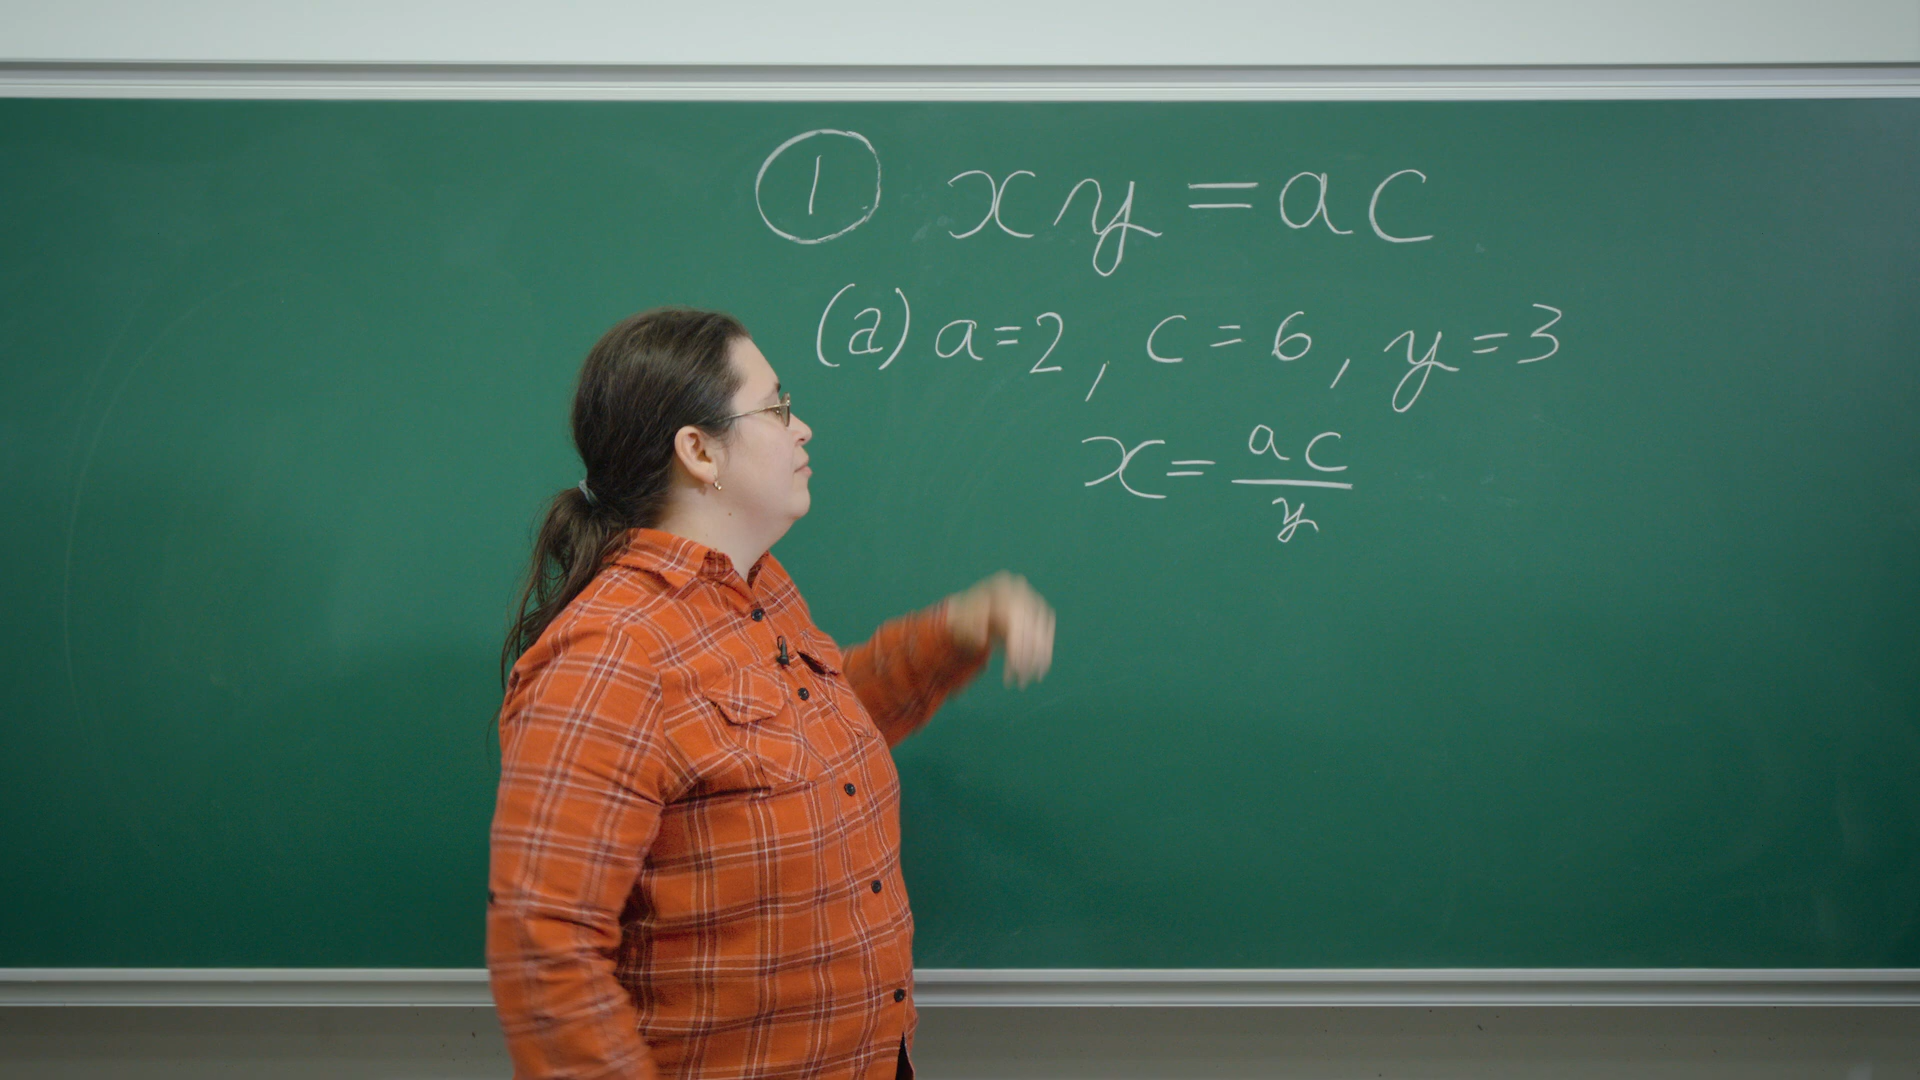 ① xy = ac
(a) a=2, c=6, y=3
x = ac/y